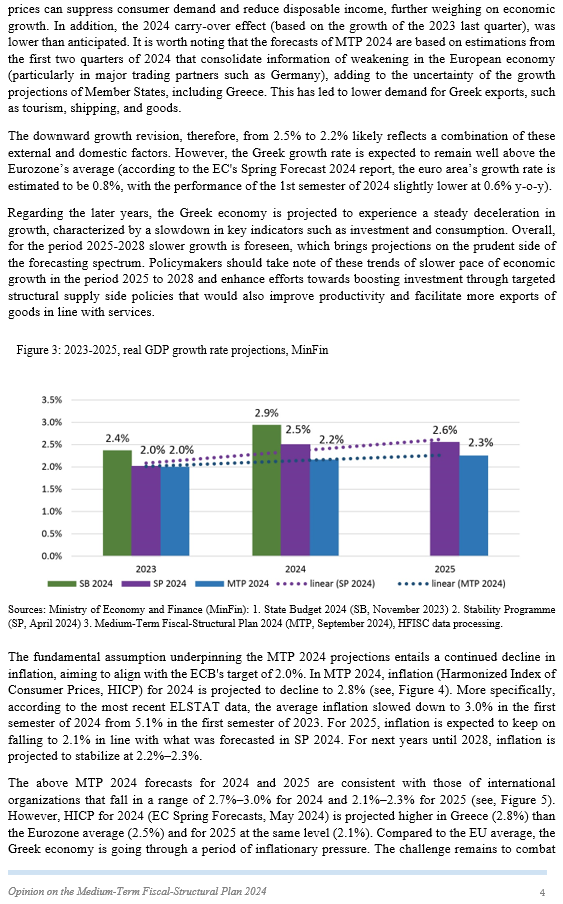 prices can suppress consumer demand and reduce disposable income, further weighing on economic
growth. In addition, the 2024 carry-over effect (based on the growth of the 2023 last quarter), was
lower than anticipated. It is worth noting that the forecasts of MTP 2024 are based on estimations from
the first two quarters of 2024 that consolidate information of weakening in the European economy
(particularly in major trading partners such as Germany), adding to the uncertainty of the growth
projections of Member States, including Greece. This has led to lower demand for Greek exports, such
as tourism, shipping, and goods.
The downward growth revision, therefore, from 2.5% to 2.2% likely reflects a combination of these
external and domestic factors. However, the Greek growth rate is expected to remain well above the
Eurozone's average (according to the EC's Spring Forecast 2024 report, the euro area's growth rate is
estimated to be 0.8%, with the performance of the 1st semester of 2024 slightly lower at 0.6% y-o-y).
Regarding the later years, the Greek economy is projected to experience a steady deceleration in
growth, characterized by a slowdown in key indicators such as investment and consumption. Overall,
for the period 2025-2028 slower growth is foreseen, which brings projections on the prudent side of
the forecasting spectrum. Policymakers should take note of these trends of slower pace of economic
growth in the period 2025 to 2028 and enhance efforts towards boosting investment through targeted
structural supply side policies that would also improve productivity and facilitate more exports of
goods in line with services.
Figure 3: 2023-2025, real GDP growth rate projections, MinFin
3.5%
3.0%
2.5%
2.0%
1.5%
1.0%
0.5%
0.0%
2.4%
2.0% 2.0%
2.9%
2.5%
2.2%
2.6%
2.3%
2023 2024 2025
SB 2024 SP 2024 MTP 2024 linear (SP 2024) linear (MTP 2024)
Sources: Ministry of Economy and Finance (MinFin): 1. State Budget 2024 (SB, November 2023) 2. Stability Programme
(SP, April 2024) 3. Medium-Term Fiscal-Structural Plan 2024 (MTP, September 2024), HFISC data processing.
The fundamental assumption underpinning the MTP 2024 projections entails a continued decline in
inflation, aiming to align with the ECB's target of 2.0%. In MTP 2024, inflation (Harmonized Index of
Consumer Prices, HICP) for 2024 is projected to decline to 2.8% (see, Figure 4). More specifically,
according to the most recent ELSTAT data, the average inflation slowed down to 3.0% in the first
semester of 2024 from 5.1% in the first semester of 2023. For 2025, inflation is expected to keep on
falling to 2.1% in line with what was forecasted in SP 2024. For next years until 2028, inflation is
projected to stabilize at 2.2%–2.3%.
The above MTP 2024 forecasts for 2024 and 2025 are consistent with those of international
organizations that fall in a range of 2.7%–3.0% for 2024 and 2.1%–2.3% for 2025 (see, Figure 5).
However, HICP for 2024 (EC Spring Forecasts, May 2024) is projected higher in Greece (2.8%) than
the Eurozone average (2.5%) and for 2025 at the same level (2.1%). Compared to the EU average, the
Greek economy is going through a period of inflationary pressure. The challenge remains to combat
Opinion on the Medium-Term Fiscal-Structural Plan 2024 4